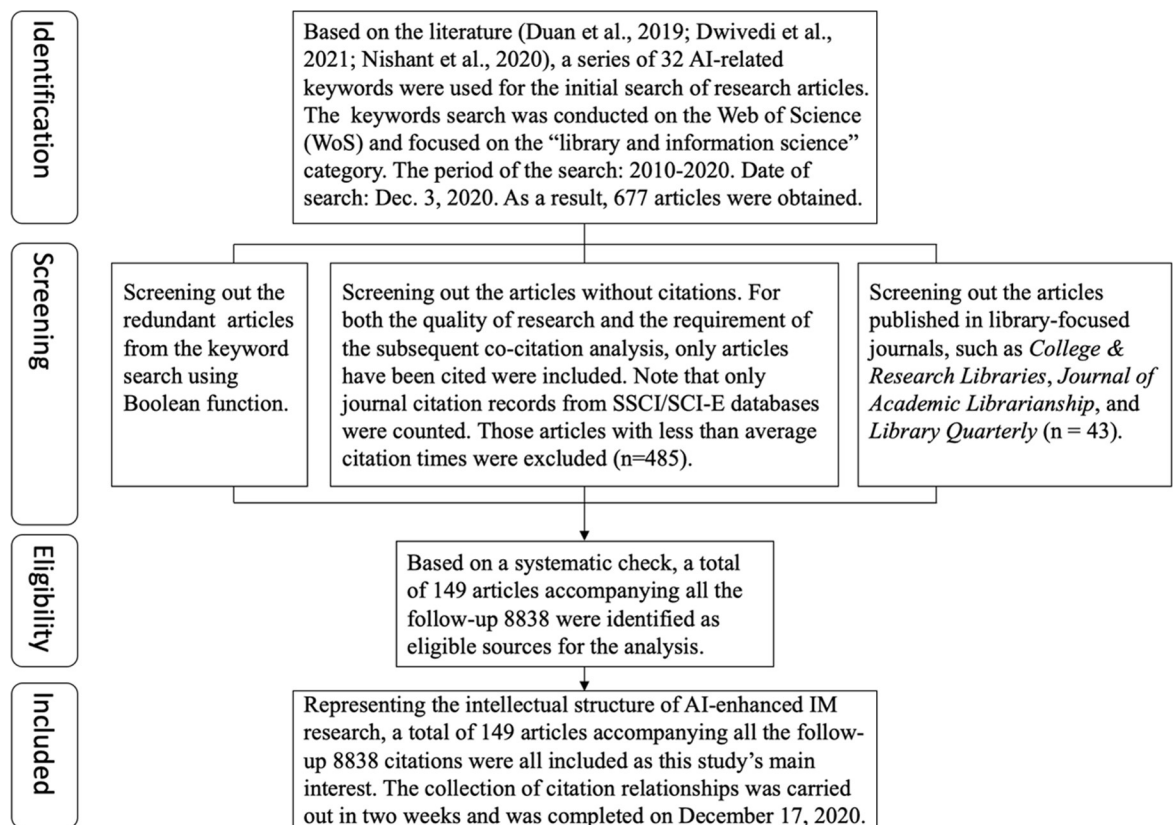 Identification
Based on the literature (Duan et al., 2019; Dwivedi et al.,
2021; Nishant et al., 2020), a series of 32 AI-related
keywords were used for the initial search of research articles.
The keywords search was conducted on the Web of Science
(WoS) and focused on the “library and information science”
category. The period of the search: 2010-2020. Date of
search: Dec. 3, 2020. As a result, 677 articles were obtained.
Screening
Screening out the
redundant articles
from the keyword
search using
Boolean function.
Screening out the articles without citations. For
both the quality of research and the requirement of
the subsequent co-citation analysis, only articles
have been cited were included. Note that only
journal citation records from SSCI/SCI-E databases
were counted. Those articles with less than average
citation times were excluded (n=485).
Screening out the articles
published in library-focused
journals, such as College &
Research Libraries, Journal of
Academic Librarianship, and
Library Quarterly (n = 43).
Eligibility
Based on a systematic check, a total
of 149 articles accompanying all the
follow-up 8838 were identified as
eligible sources for the analysis.
Included
Representing the intellectual structure of AI-enhanced IM
research, a total of 149 articles accompanying all the follow-
up 8838 citations were all included as this study’s main
interest. The collection of citation relationships was carried
out in two weeks and was completed on December 17, 2020.